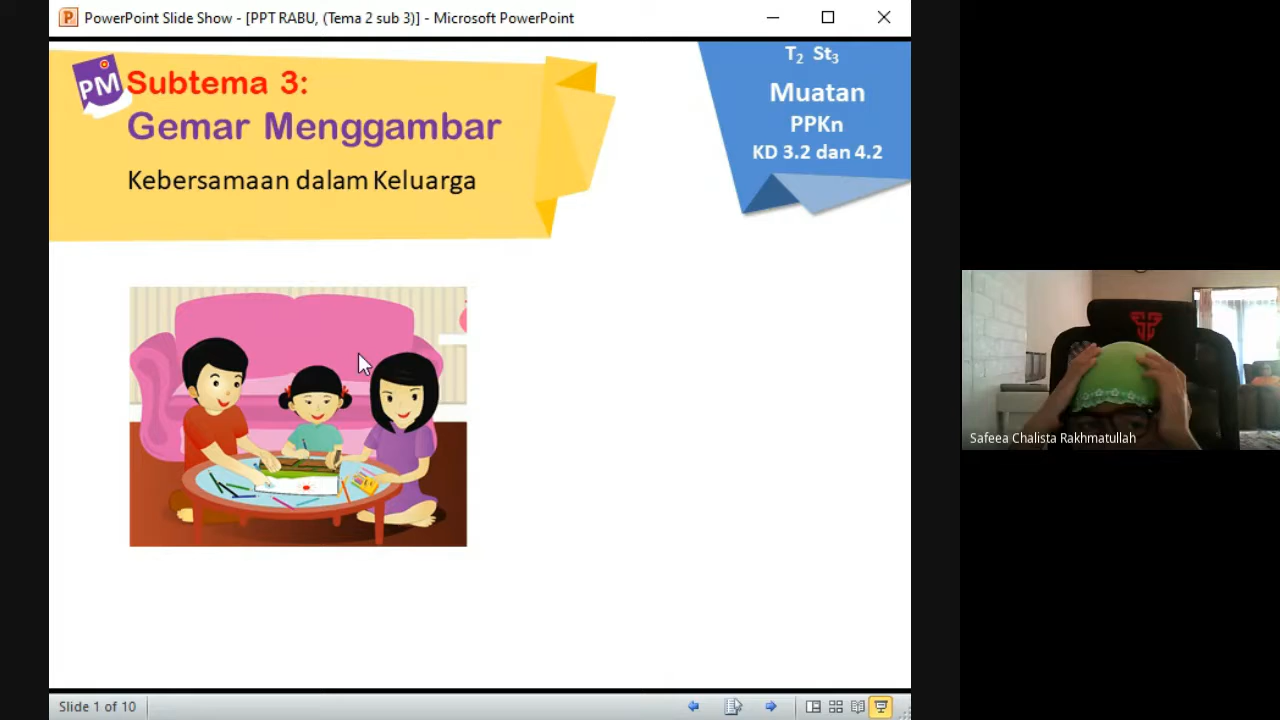 PowerPoint Slide Show - [PPT RABU, (Tema 2 sub 3)] - Microsoft PowerPoint
PM
Subtema 3:
Gemar Menggambar
Kebersamaan dalam Keluarga
T2 St3
Muatan
PPKn
KD 3.2 dan 4.2
Safeea Chalista Rakhmatullah
Slide 1 of 10